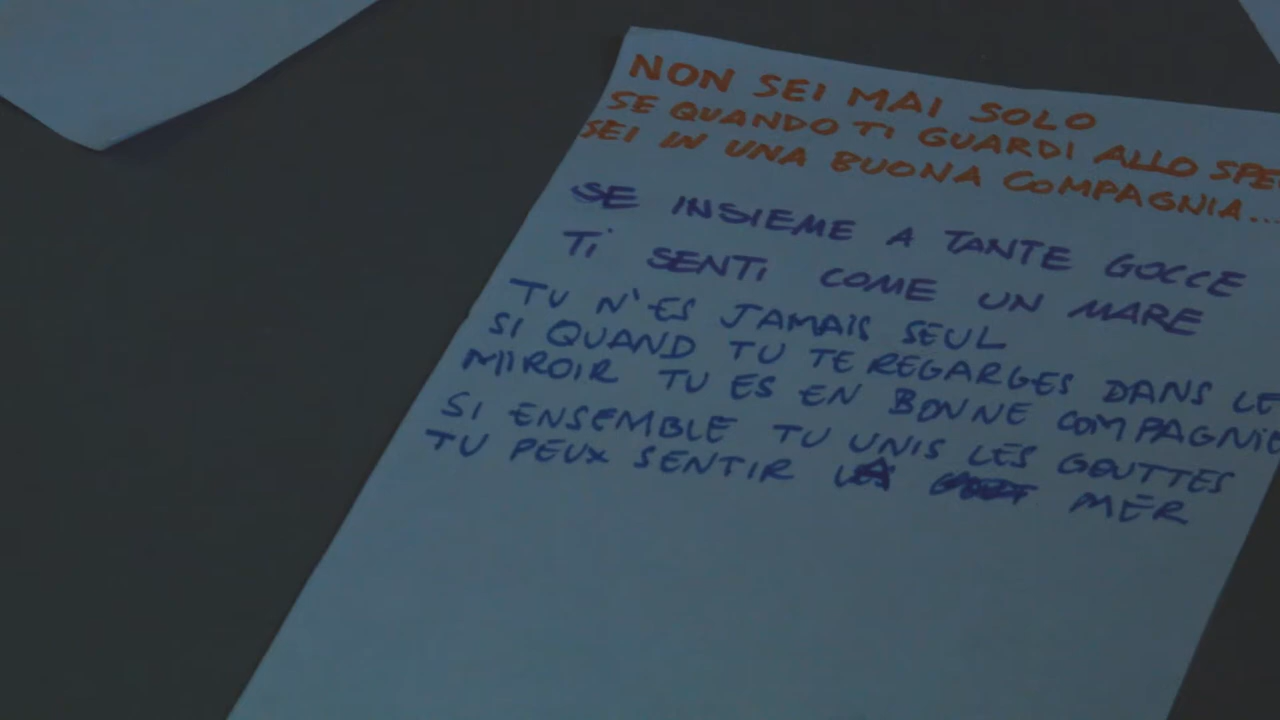 NON SEI MAI SOLO
SE QUANDO TI GUARDI ALLO
SEI IN UNA BUONA COMPAGNIA...
SE INSIEME A TANTE GOCCE
TI SENTI COME UN MARE
TU N'ES JAMAIS SEUL
SI QUAND TU TE REGARGES DANS LE
MIROIR TU ES EN BONNE COMPAGNIE
SI ENSEMBLE TU UNIS LES GOUTTES
TU PEUX SENTIR LA MER